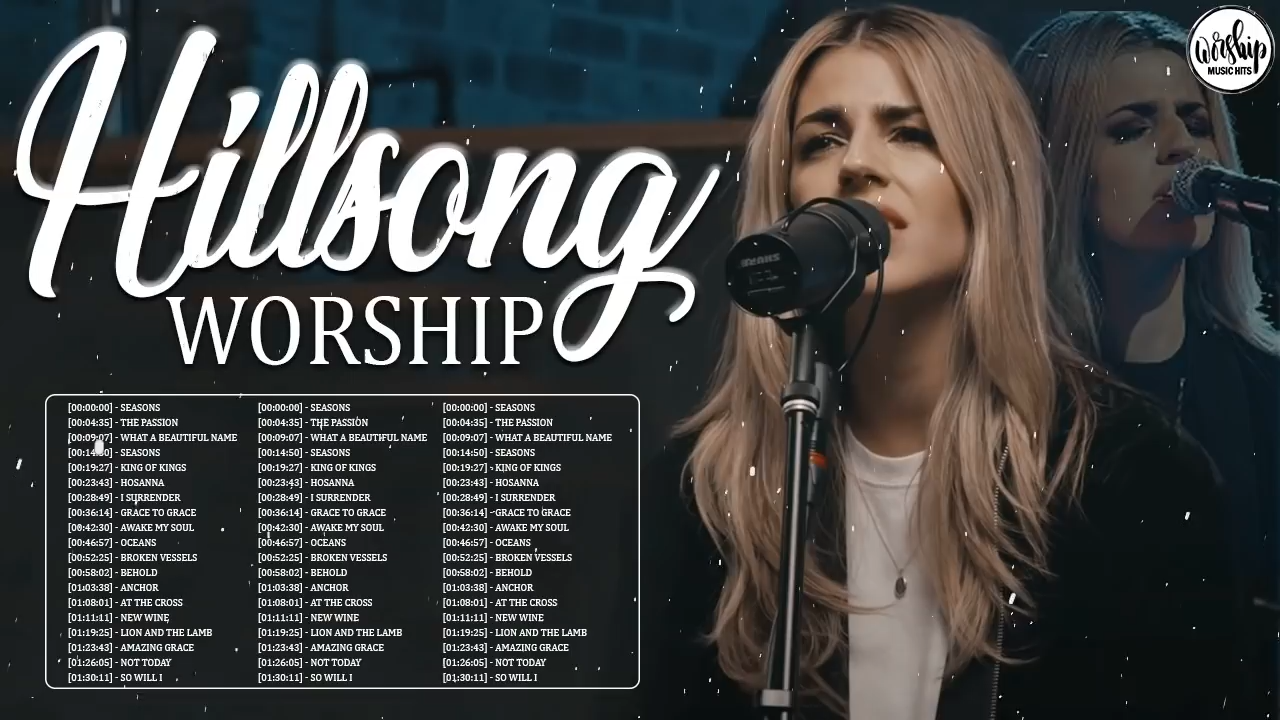 Hillsong
WORSHIP
worship
MUSIC HITS
SHURE
[00:00:00] - SEASONS
[00:04:35] - THE PASSION
[00:09:07] - WHAT A BEAUTIFUL NAME
[00:14:50] - SEASONS
[00:19:27] - KING OF KINGS
[00:23:43] - HOSANNA
[00:28:49] - I SURRENDER
[00:36:14] - GRACE TO GRACE
[00:42:30] - AWAKE MY SOUL
[00:46:57] - OCEANS
[00:52:25] - BROKEN VESSELS
[00:58:02] - BEHOLD
[01:03:38] - ANCHOR
[01:08:01] - AT THE CROSS
[01:11:11] - NEW WINE
[01:19:25] - LION AND THE LAMB
[01:23:43] - AMAZING GRACE
[01:26:05] - NOT TODAY
[01:30:11] - SO WILL I
[00:00:00] - SEASONS
[00:04:35] - THE PASSION
[00:09:07] - WHAT A BEAUTIFUL NAME
[00:14:50] - SEASONS
[00:19:27] - KING OF KINGS
[00:23:43] - HOSANNA
[00:28:49] - I SURRENDER
[00:36:14] - GRACE TO GRACE
[00:42:30] - AWAKE MY SOUL
[00:46:57] - OCEANS
[00:52:25] - BROKEN VESSELS
[00:58:02] - BEHOLD
[01:03:38] - ANCHOR
[01:08:01] - AT THE CROSS
[01:11:11] - NEW WINE
[01:19:25] - LION AND THE LAMB
[01:23:43] - AMAZING GRACE
[01:26:05] - NOT TODAY
[01:30:11] - SO WILL I
[00:00:00] - SEASONS
[00:04:35] - THE PASSION
[00:09:07] - WHAT A BEAUTIFUL NAME
[00:14:50] - SEASONS
[00:19:27] - KING OF KINGS
[00:23:43] - HOSANNA
[00:28:49] - I SURRENDER
[00:36:14] - GRACE TO GRACE
[00:42:30] - AWAKE MY SOUL
[00:46:57] - OCEANS
[00:52:25] - BROKEN VESSELS
[00:58:02] - BEHOLD
[01:03:38] - ANCHOR
[01:08:01] - AT THE CROSS
[01:11:11] - NEW WINE
[01:19:25] - LION AND THE LAMB
[01:23:43] - AMAZING GRACE
[01:26:05] - NOT TODAY
[01:30:11] - SO WILL I